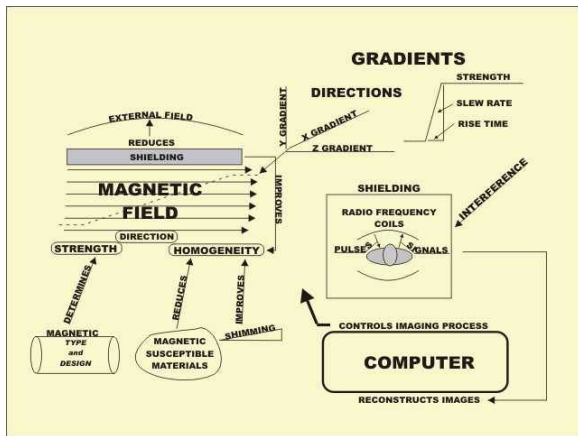 GRADIENTS
STRENGTH
DIRECTIONS
SLEW RATE
RISE TIME
Y GRADIENT
X GRADIENT
Z GRADIENT
EXTERNAL FIELD
REDUCES
SHIELDING
MAGNETIC
FIELD
IMPROVES
DIRECTION
STRENGTH
HOMOGENEITY
DETERMINES
REDUCES
IMPROVES
SHIMMING
MAGNETIC
TYPE
and
DESIGN
MAGNETIC
SUSCEPTIBLE
MATERIALS
SHIELDING
INTERFERENCE
RADIO FREQUENCY
COILS
PULSES
SIGNALS
CONTROLS IMAGING PROCESS
COMPUTER
RECONSTRUCTS IMAGES